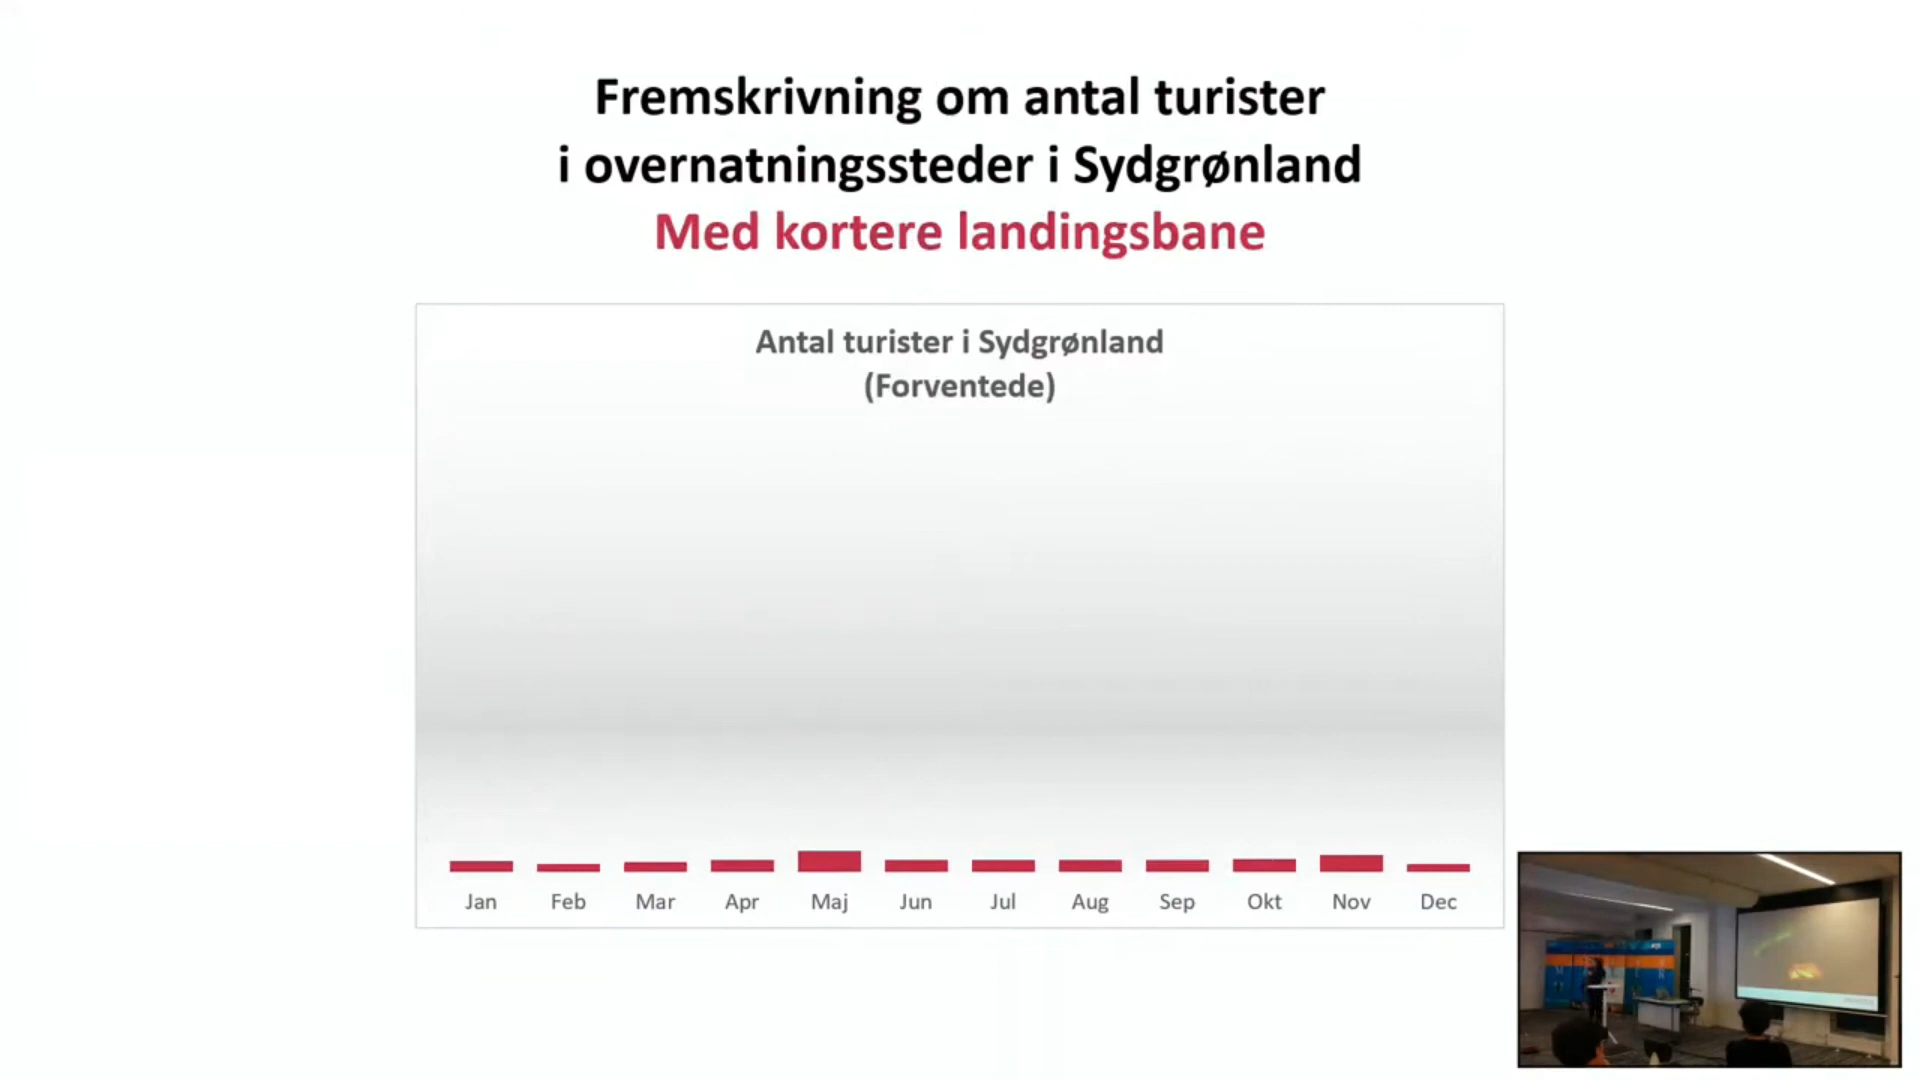 Fremskrivning om antal turister
i overnatningssteder i Sydgrønland
Med kortere landingsbane
Antal turister i Sydgrønland
(Forventede)
Jan Feb Mar Apr Maj Jun Jul Aug Sep Okt Nov Dec